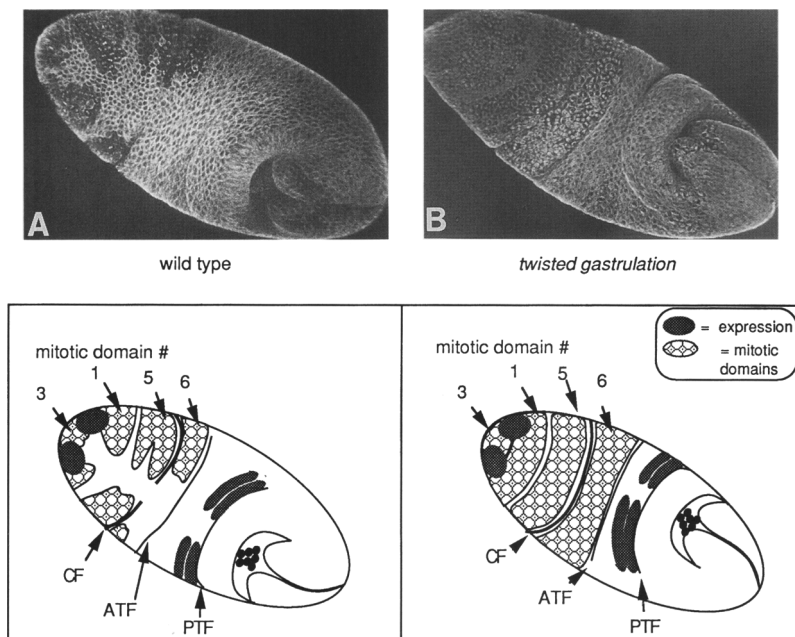 A
B
wild type
twisted gastrulation
mitotic domain #
3
1
5
6
CF
ATF
PTF
= expression
= mitotic domains
mitotic domain #
3
1
5
6
CF
ATF
PTF